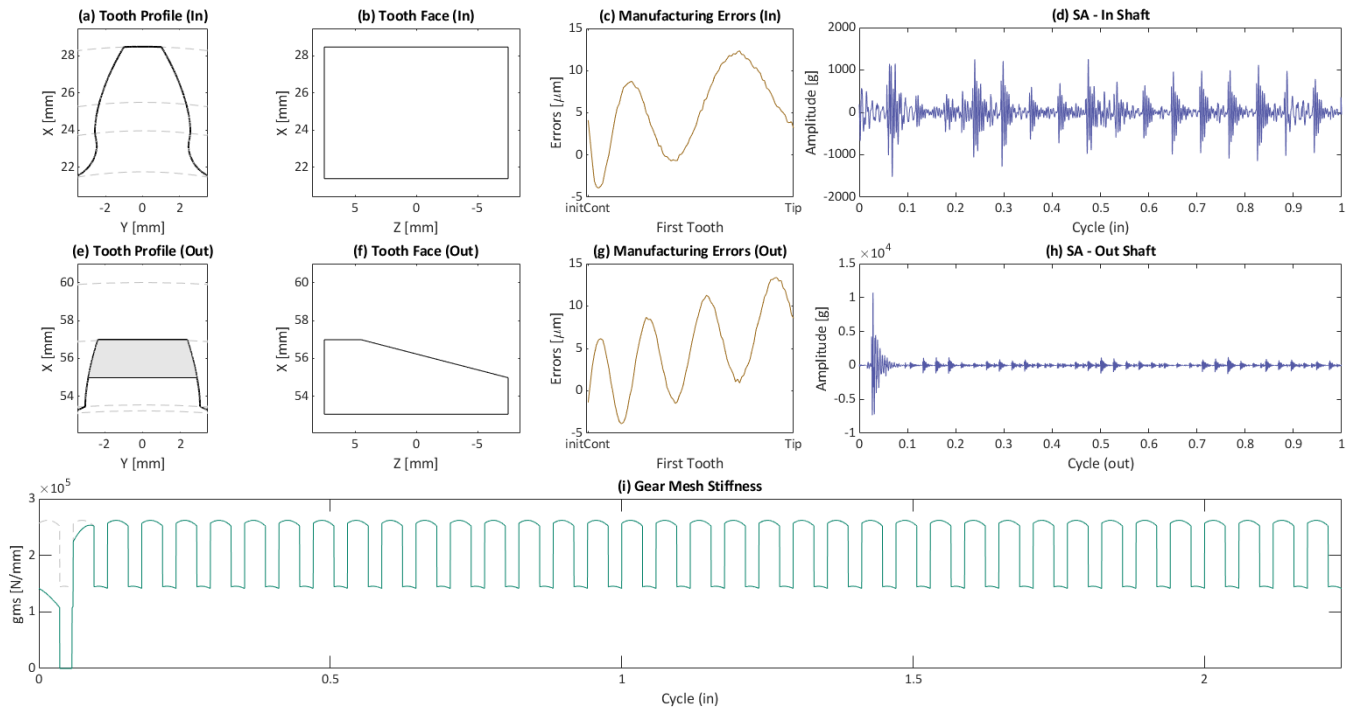 (a) Tooth Profile (In)
28
26
24
22
-2 0 2
X [mm]
Y [mm]
(b) Tooth Face (In)
28
26
24
22
5 0 -5
X [mm]
Z [mm]
(c) Manufacturing Errors (In)
15
10
5
0
-5
initCont Tip
Errors [μm]
First Tooth
(d) SA - In Shaft
2000
1000
0
-1000
-2000
0 0.1 0.2 0.3 0.4 0.5 0.6 0.7 0.8 0.9 1
Amplitude [g]
Cycle (in)
(e) Tooth Profile (Out)
60
58
56
54
-2 0 2
X [mm]
Y [mm]
(f) Tooth Face (Out)
60
58
56
54
5 0 -5
X [mm]
Z [mm]
(g) Manufacturing Errors (Out)
15
10
5
0
-5
initCont Tip
Errors [μm]
First Tooth
(h) SA - Out Shaft
×10⁴
1.5
1
0.5
0
-0.5
-1
0 0.1 0.2 0.3 0.4 0.5 0.6 0.7 0.8 0.9 1
Amplitude [g]
Cycle (out)
(i) Gear Mesh Stiffness
×10⁵
3
2
1
0
0 0.5 1 1.5 2
gms [N/mm]
Cycle (in)